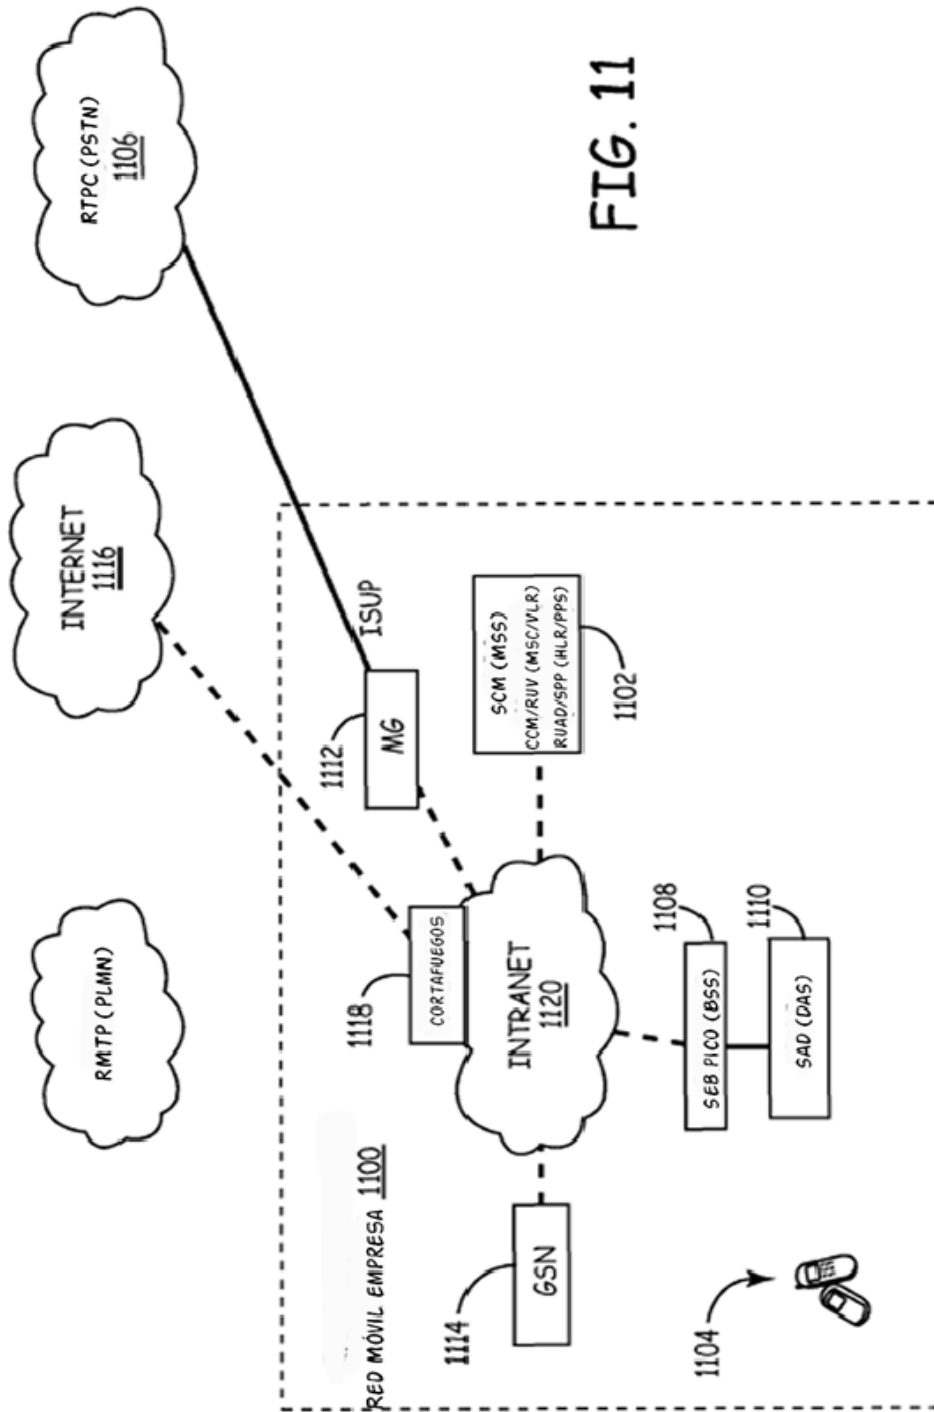 RMTP (PLMN)
INTERNET
1116
RTPC (PSTN)
1106
RED MÓVIL EMPRESA 1100
1118
CORTAFUEGOS
1112
MG
ISUP
1114
GSN
INTRANET
1120
SCM (MSS)
CCM/RUV (MSC/VLR)
RUAD/SPP (HLR/PPS)
1102
1104
1108
SEB PICO (BSS)
1110
SAD (DAS)
FIG. 11